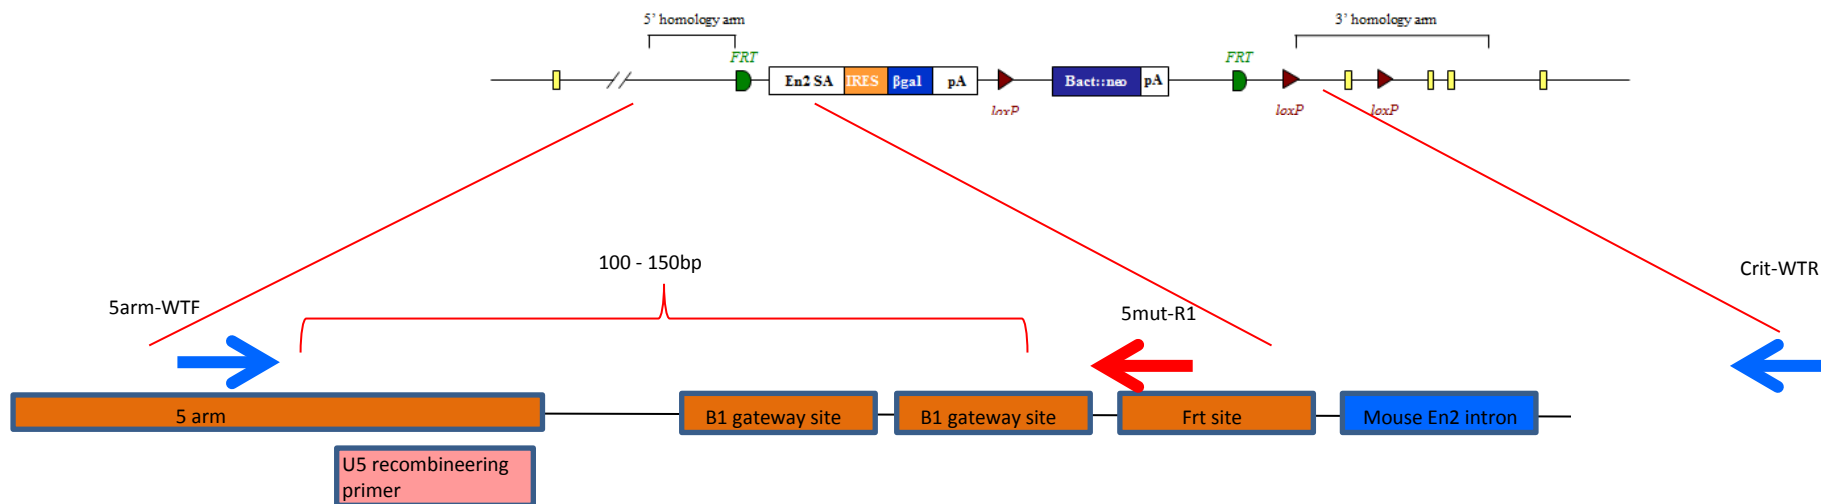 5' homology arm
3' homology arm
FRT
FRT
En2 SA IRES βgal pA
Bact::neo pA
loxP
loxP
loxP
100 - 150bp
Crit-WTR
5arm-WTF
5mut-R1
5 arm
B1 gateway site
B1 gateway site
Frt site
Mouse En2 intron
U5 recombineering
primer